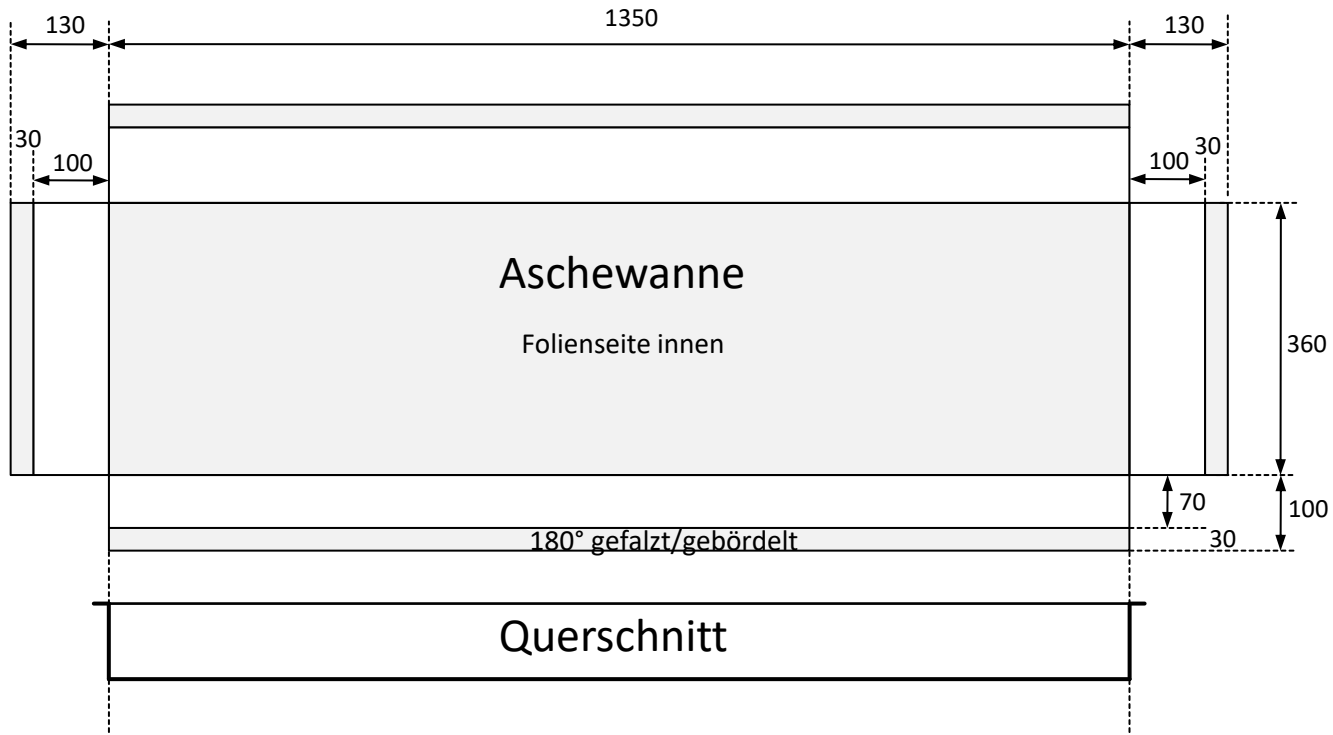 130
1350
130
30
100
100
30
Aschewanne
Folienseite innen
360
70
100
180° gefalzt/gebördelt
30
Querschnitt